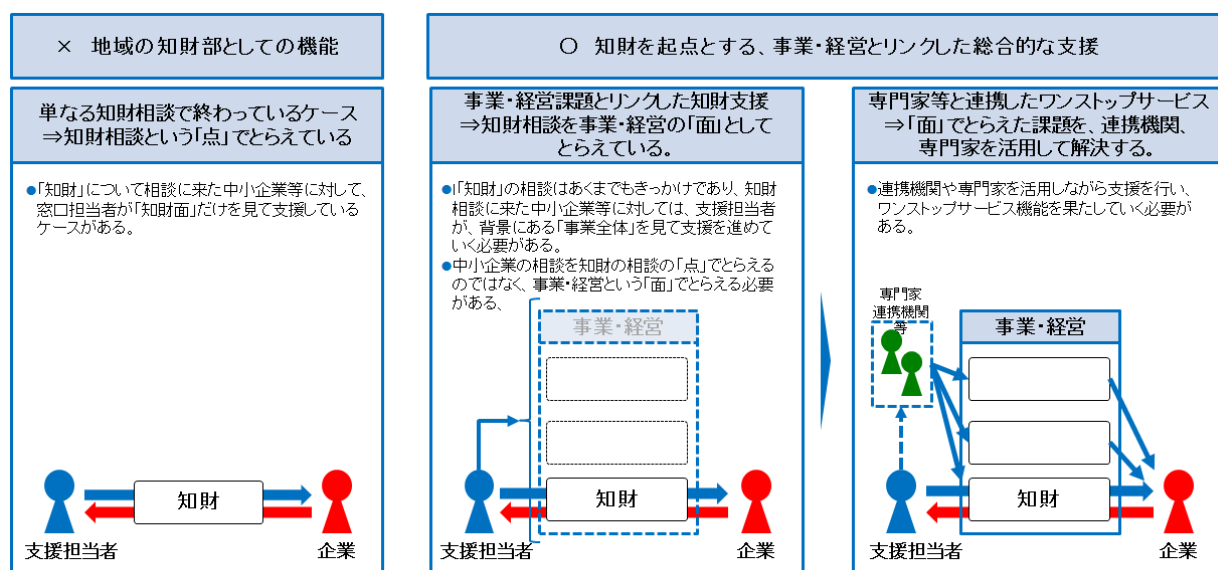 × 地域の知財部としての機能
〇 知財を起点とする、事業・経営とリンクした総合的な支援
単なる知財相談で終わっているケース
⇒知財相談という「点」でとらえている
●「知財」について相談に来た中小企業等に対して、
窓口担当者が「知財面」だけを見て支援している
ケースがある。
知財
支援担当者
企業
事業・経営課題とリンクした知財支援
⇒知財相談を事業・経営の「面」として
とらえている。
●「知財」の相談はあくまでもきっかけであり、知財
相談に来た中小企業等に対しては、支援担当者
が、背景にある「事業全体」を見て支援を進めて
いく必要がある。
●中小企業の相談を知財の相談の「点」でとらえる
のではなく、事業・経営という「面」でとらえる必要
がある、
事業・経営
知財
支援担当者
企業
専門家等と連携したワンストップサービス
⇒「面」でとらえた課題を、連携機関、
専門家を活用して解決する。
●連携機関や専門家を活用しながら支援を行い、
ワンストップサービス機能を果たしていく必要が
ある。
専門家
連携機関
等
事業・経営
知財
支援担当者
企業